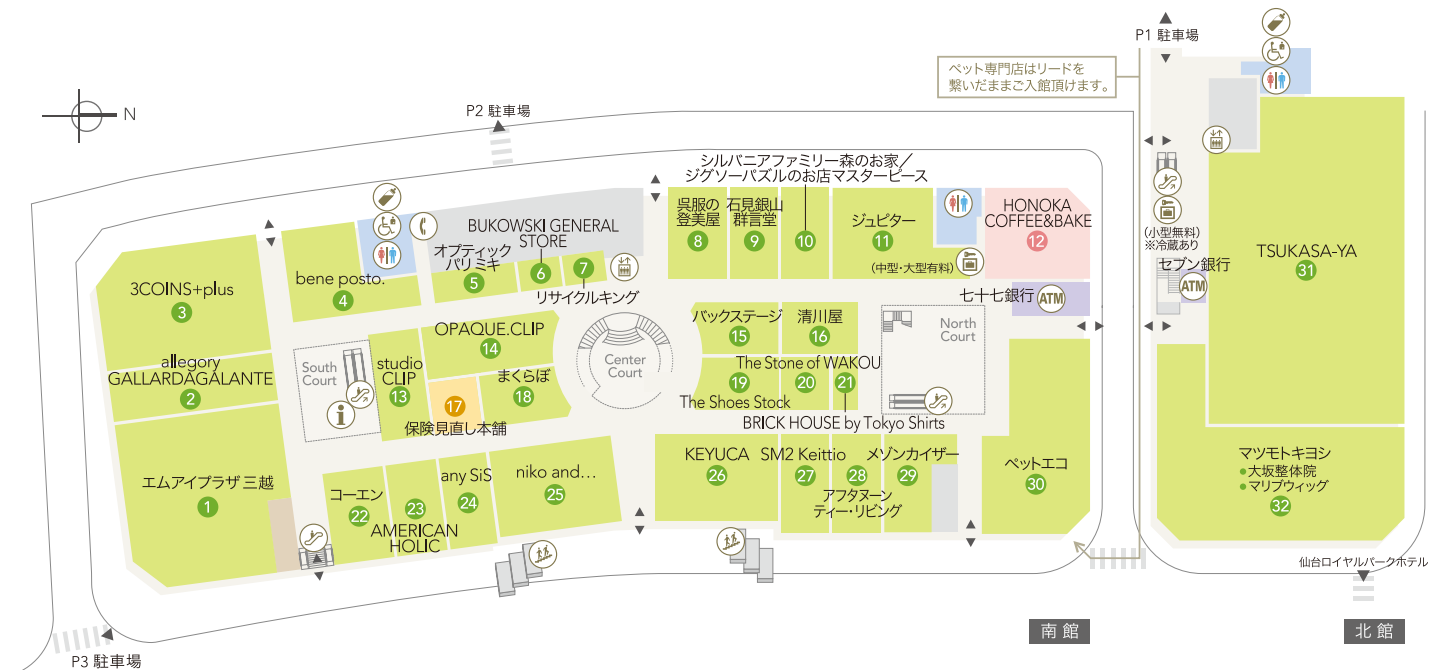 P1 駐車場
ペット専門店はリードを
繋いだままご入館頂けます。
N
P2 駐車場
シルバニアファミリー森のお家／
ジグソーパズルのお店マスターピース
呉服の
登美屋
8
石見銀山
群言堂
9
10
ジュピター
11
(中型・大型有料)
HONOKA
COFFEE&BAKE
12
(小型無料)
※冷蔵あり
セブン銀行
ATM
TSUKASA-YA
31
BUKOWSKI GENERAL
STORE
6
オプティック
パリミキ
5
7
リサイクルキング
bene posto.
4
3COINS+plus
3
allegory
GALLARDAGALANTE
2
エムアイプラザ 三越
1
South
Court
i
studio
CLIP
13
OPAQUE.CLIP
14
17
保険見直し本舗
まくらぼ
18
Center
Court
バックステージ
15
清川屋
16
七十七銀行
ATM
North
Court
The Stone of WAKOU
19
20
21
The Shoes Stock
BRICK HOUSE by Tokyo Shirts
コーエン
22
23
AMERICAN
HOLIC
any SiS
24
niko and...
25
KEYUCA
26
SM2 Keittio
27
28
アフタヌーン
ティー・リビング
メゾンカイザー
29
ペットエコ
30
マツモトキヨシ
大坂整体院
マリブウィッグ
32
仙台ロイヤルパークホテル
南館
北館
P3 駐車場